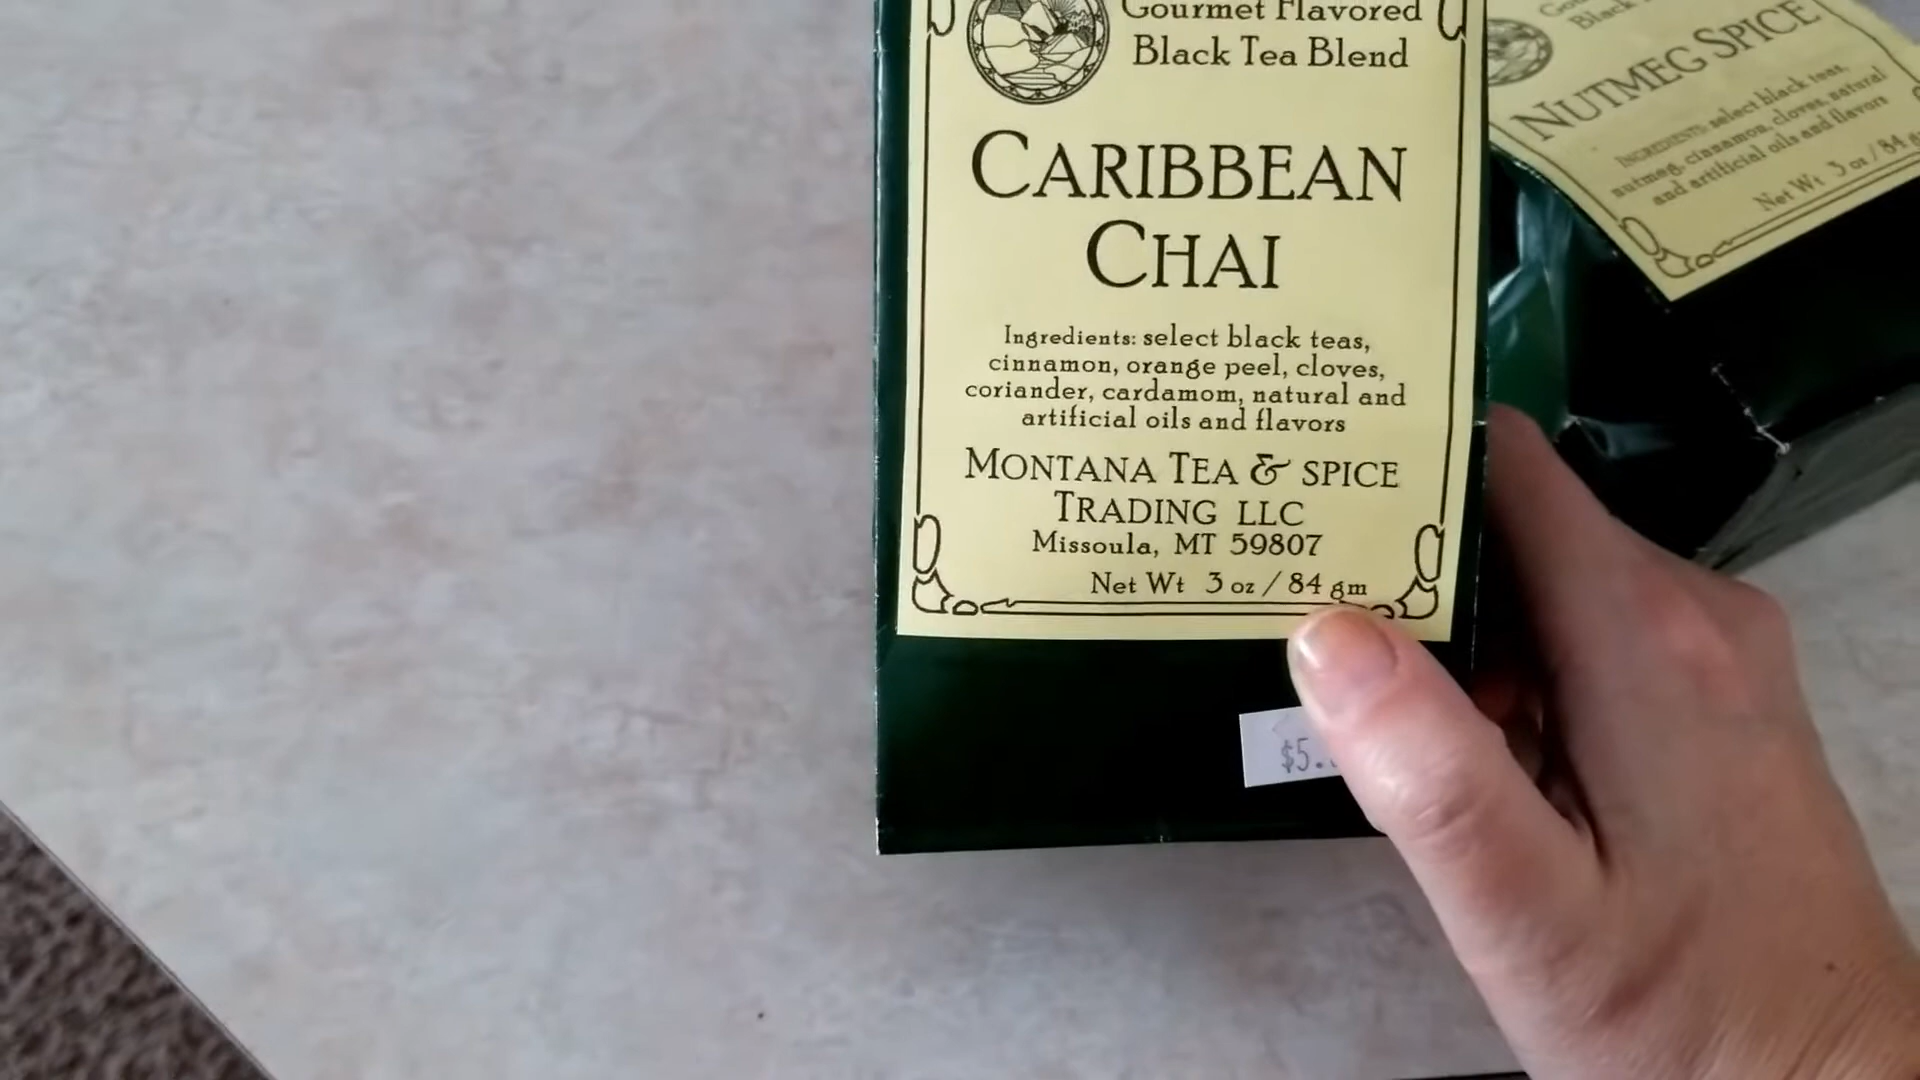 Gourmet Flavored
Black Tea Blend
CARIBBEAN
CHAI
Ingredients: select black teas,
cinnamon, orange peel, cloves,
coriander, cardamom, natural and
artificial oils and flavors
MONTANA TEA & SPICE
TRADING LLC
Missoula, MT 59807
Net Wt 3 oz / 84 gm
$5.
Black
NUTMEG SPICE
INGREDIENTS: select black teas,
nutmeg, cinnamon, cloves, natural
and artificial oils and flavors
Net Wt 3 oz / 84